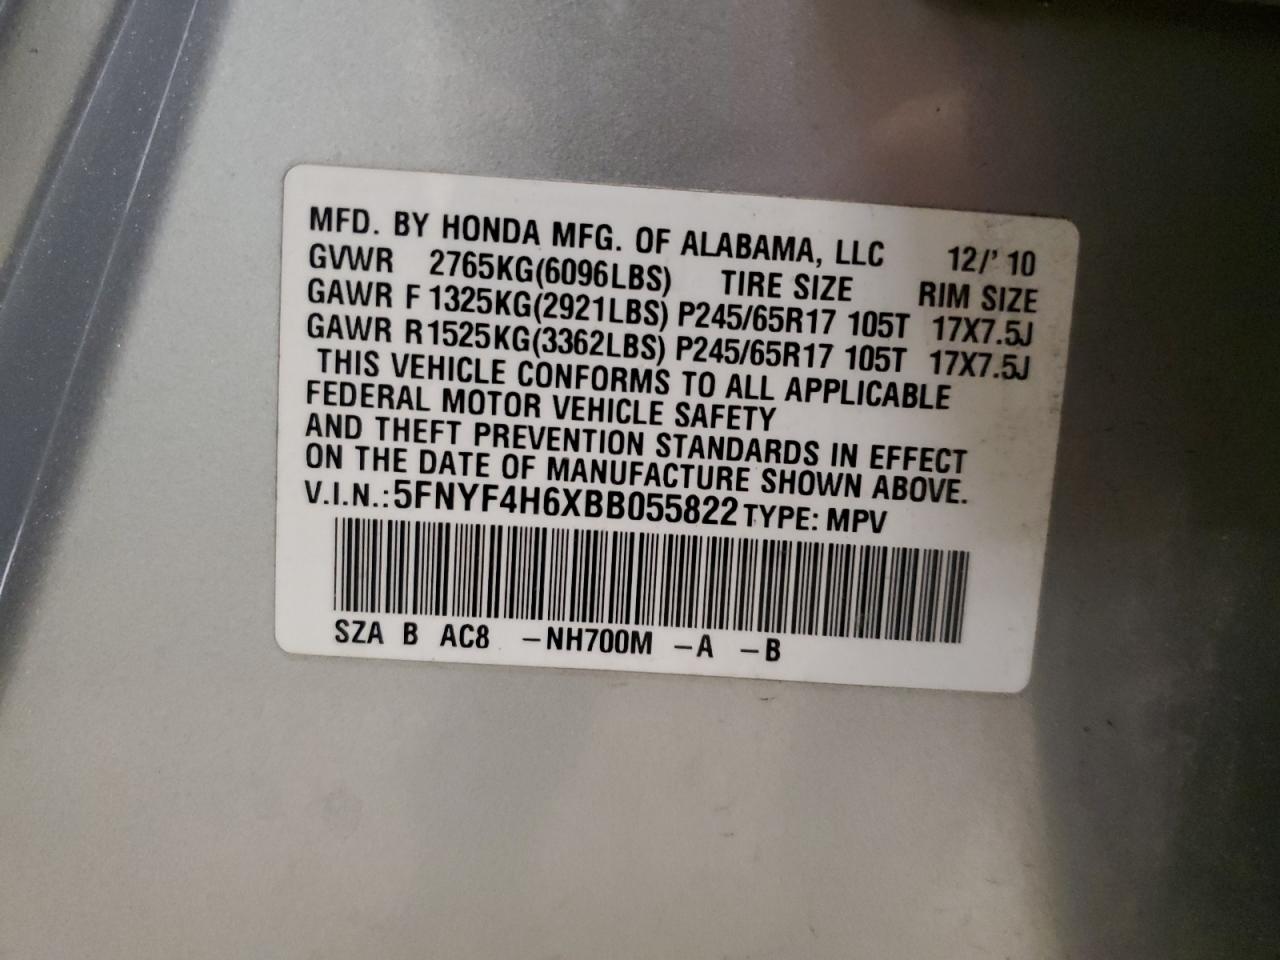 MFD. BY HONDA MFG. OF ALABAMA, LLC 12/'10
GVWR 2765KG(6096LBS) TIRE SIZE RIM SIZE
GAWR F 1325KG(2921LBS) P245/65R17 105T 17X7.5J
GAWR R1525KG(3362LBS) P245/65R17 105T 17X7.5J
THIS VEHICLE CONFORMS TO ALL APPLICABLE
FEDERAL MOTOR VEHICLE SAFETY
AND THEFT PREVENTION STANDARDS IN EFFECT
ON THE DATE OF MANUFACTURE SHOWN ABOVE.
V.I.N.:5FNYF4H6XBB055822 TYPE: MPV
SZA B AC8 -NH700M -A -B